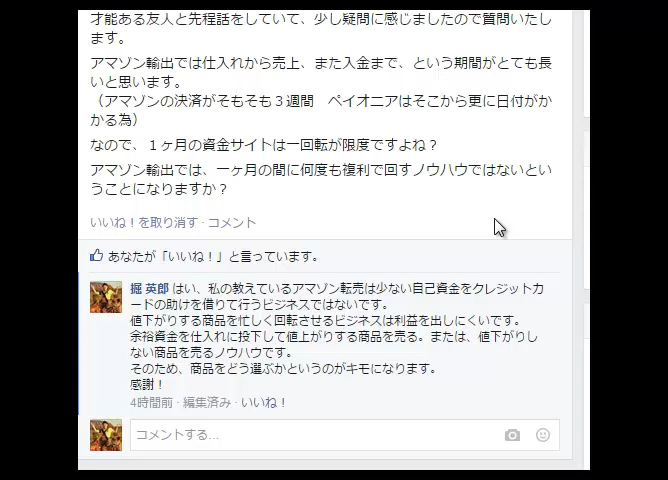 才能ある友人と先程話をしていて、少し疑問に感じましたので質問いたし
ます。
アマゾン輸出では仕入れから売上、また入金まで、という期間がとても長
いと思います。
（アマゾンの決済がそもそも３週間　ペイオニアはそこから更に日付がか
かる為）
なので、１ヶ月の資金サイトは一回転が限度ですよね？
アマゾン輸出では、一ヶ月の間に何度も複利で回すノウハウではないとい
うことになりますか？
いいね！を取り消す · コメント
あなたが「いいね！」と言っています。
堀 英郎 はい、私の教えているアマゾン転売は少ない自己資金をクレジットカ
ードの助けを借りて行うビジネスではないです。
値下がりする商品を忙しく回転させるビジネスは利益を出しにくいです。
余裕資金を仕入れに投下して値上がりする商品を売る。または、値下がりし
ない商品を売るノウハウです。
そのため、商品をどう選ぶかというのがキモになります。
感謝！
4時間前 · 編集済み · いいね！
コメントする...